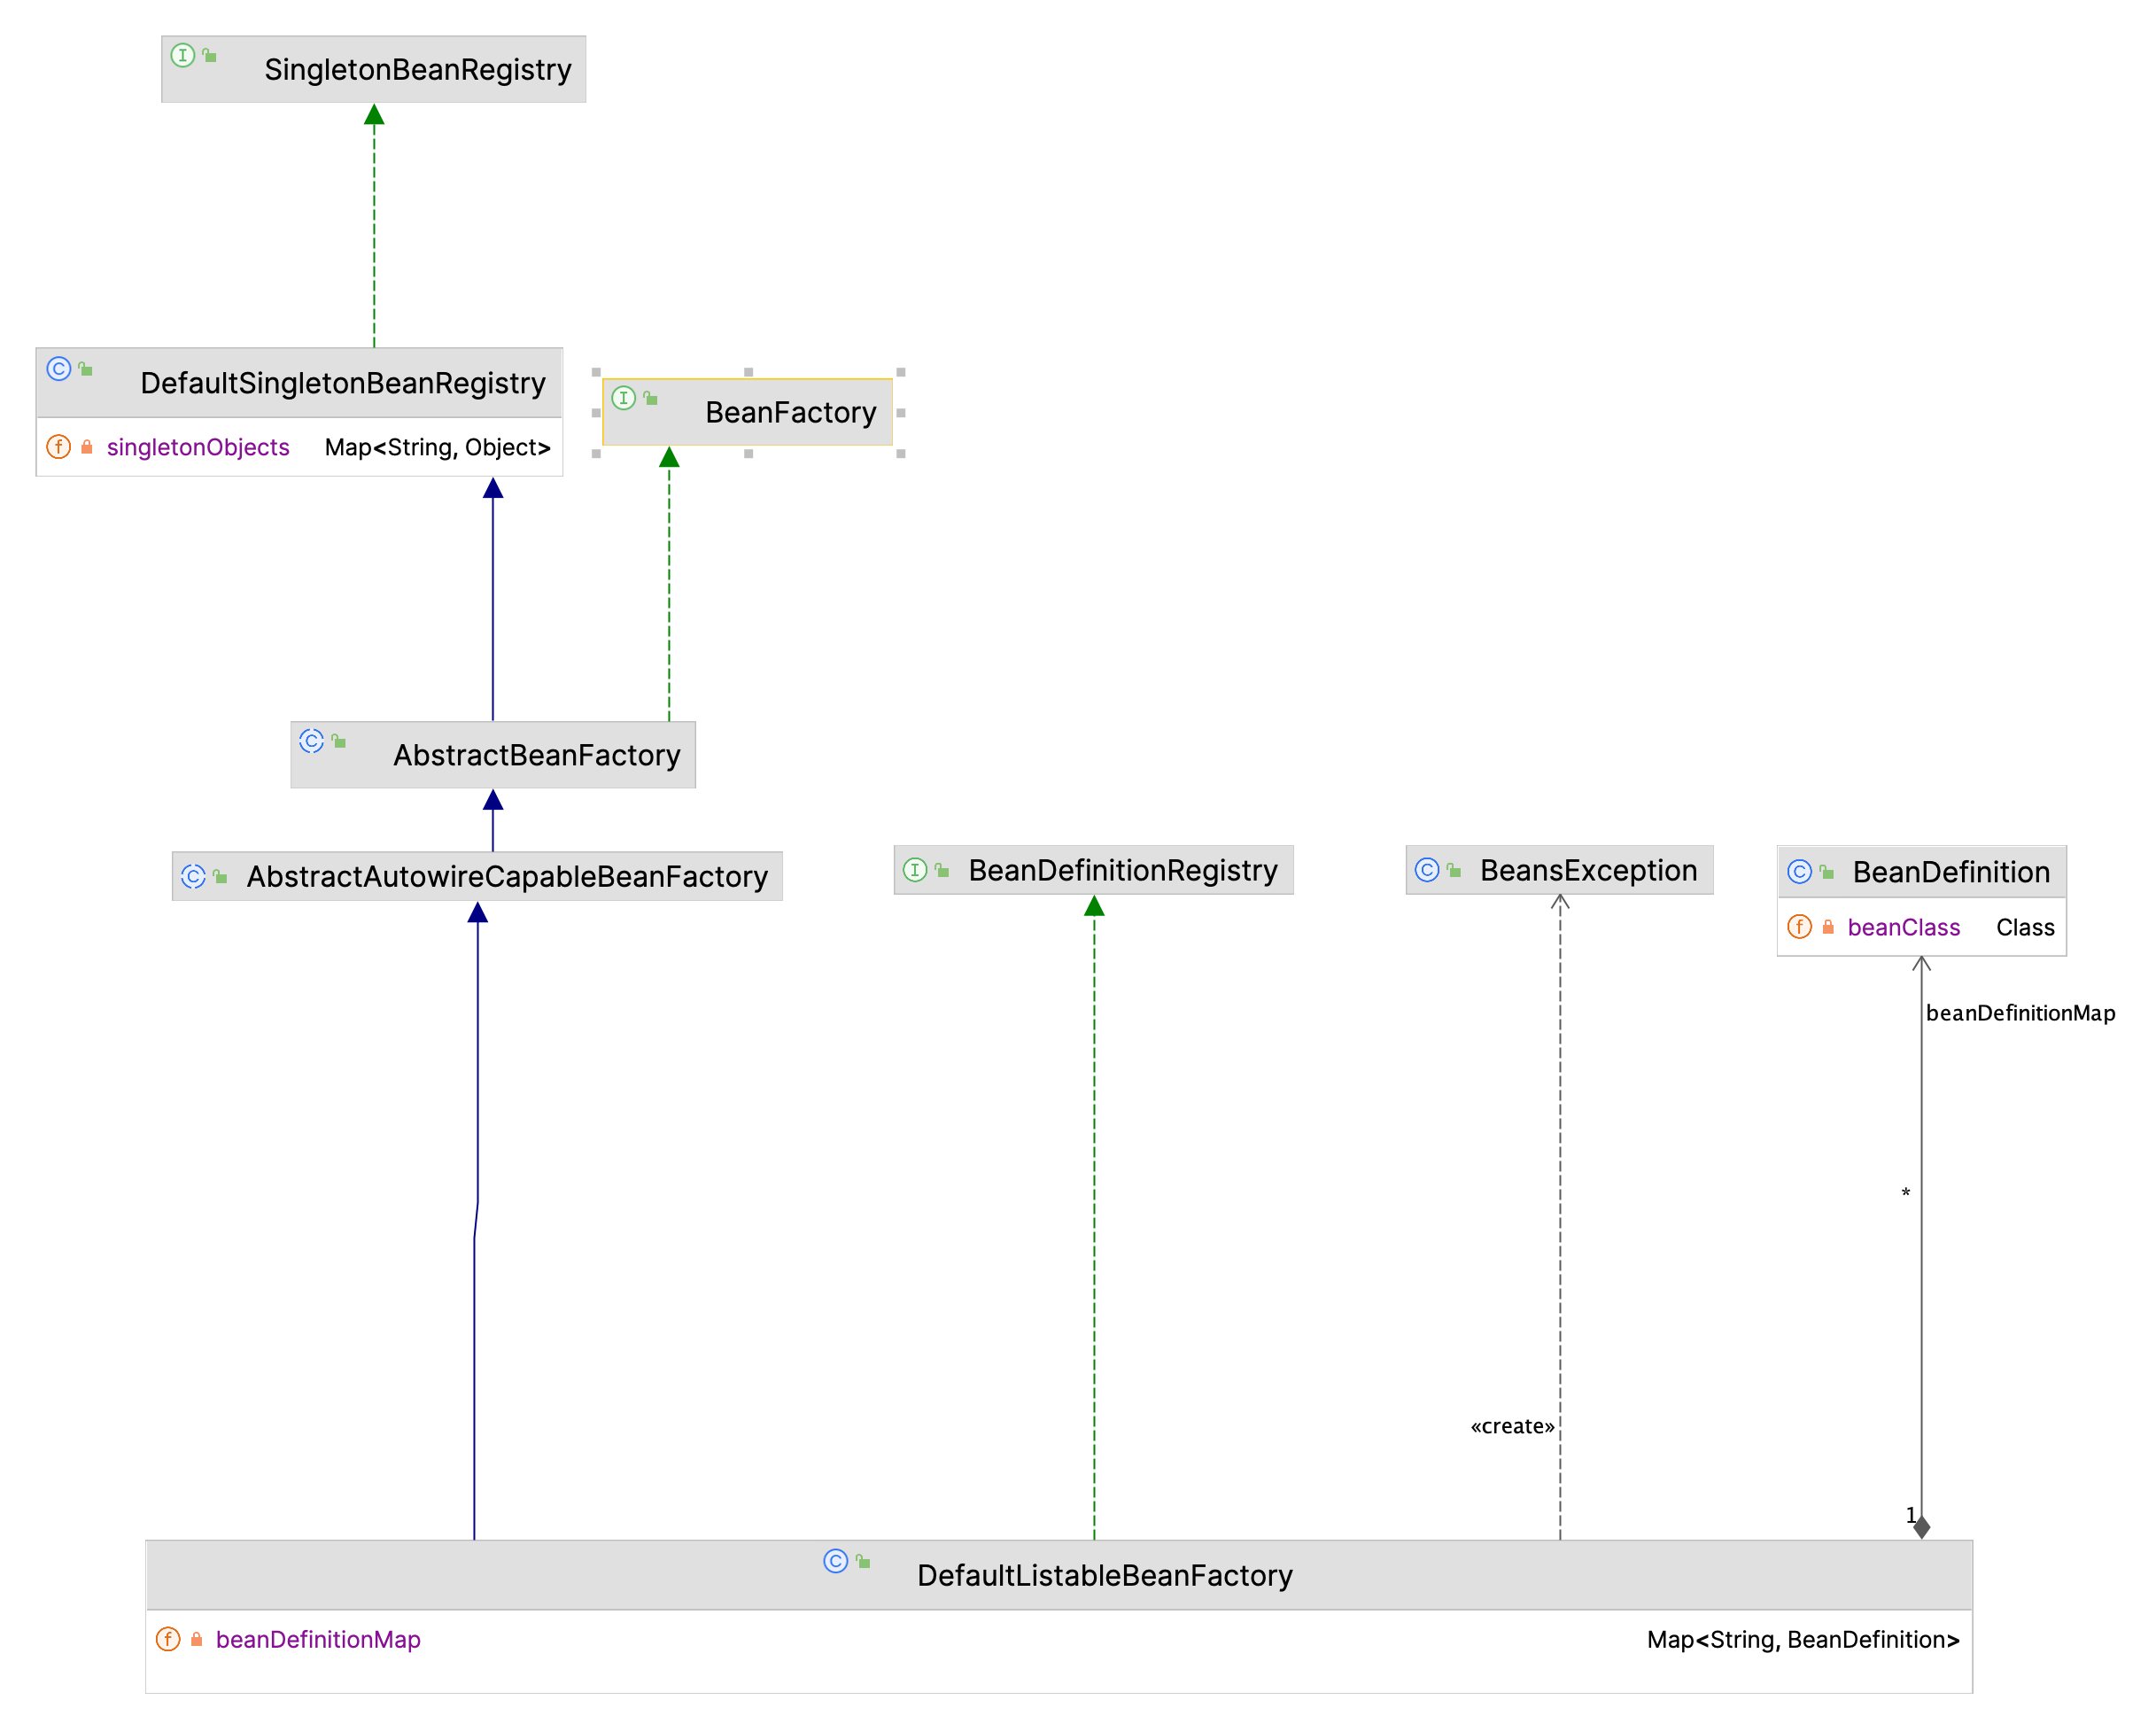 SingletonBeanRegistry
DefaultSingletonBeanRegistry
singletonObjects Map<String, Object>
BeanFactory
AbstractBeanFactory
AbstractAutowireCapableBeanFactory
BeanDefinitionRegistry
BeansException
BeanDefinition
beanClass Class
beanDefinitionMap
*
«create»
1
DefaultListableBeanFactory
beanDefinitionMap Map<String, BeanDefinition>